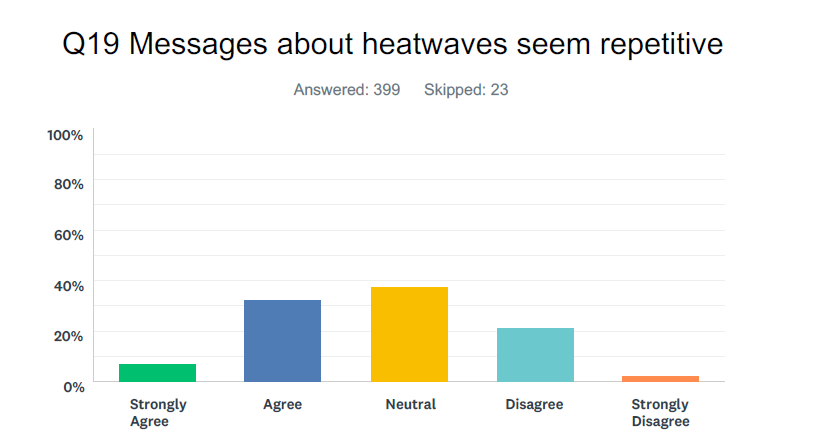 Q19 Messages about heatwaves seem repetitive
Answered: 399 Skipped: 23
100%
80%
60%
40%
20%
0%
Strongly Agree
Agree
Neutral
Disagree
Strongly Disagree